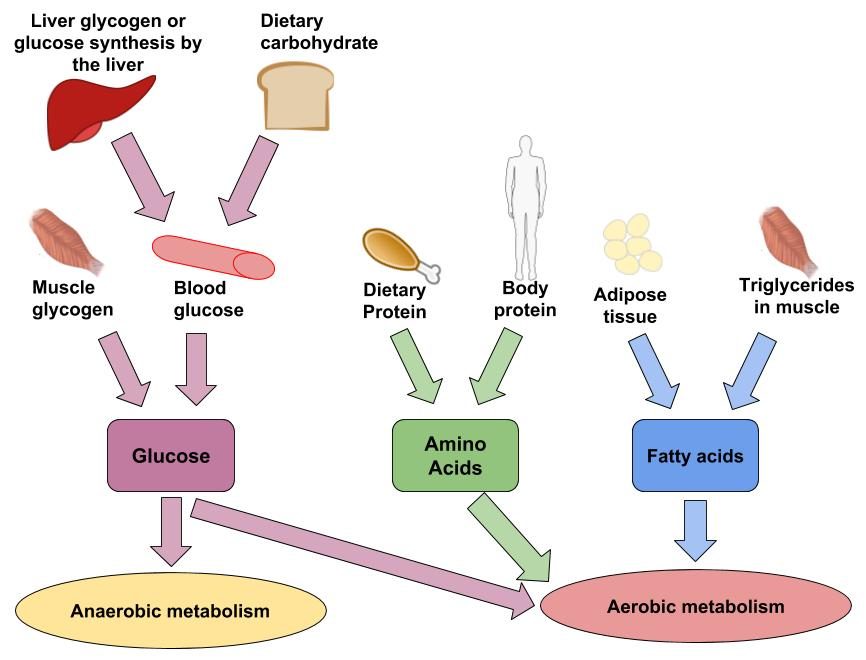 Liver glycogen or
glucose synthesis by
the liver
Dietary
carbohydrate
Muscle
glycogen
Blood
glucose
Dietary
Protein
Body
protein
Adipose
tissue
Triglycerides
in muscle
Glucose
Amino
Acids
Fatty acids
Anaerobic metabolism
Aerobic metabolism